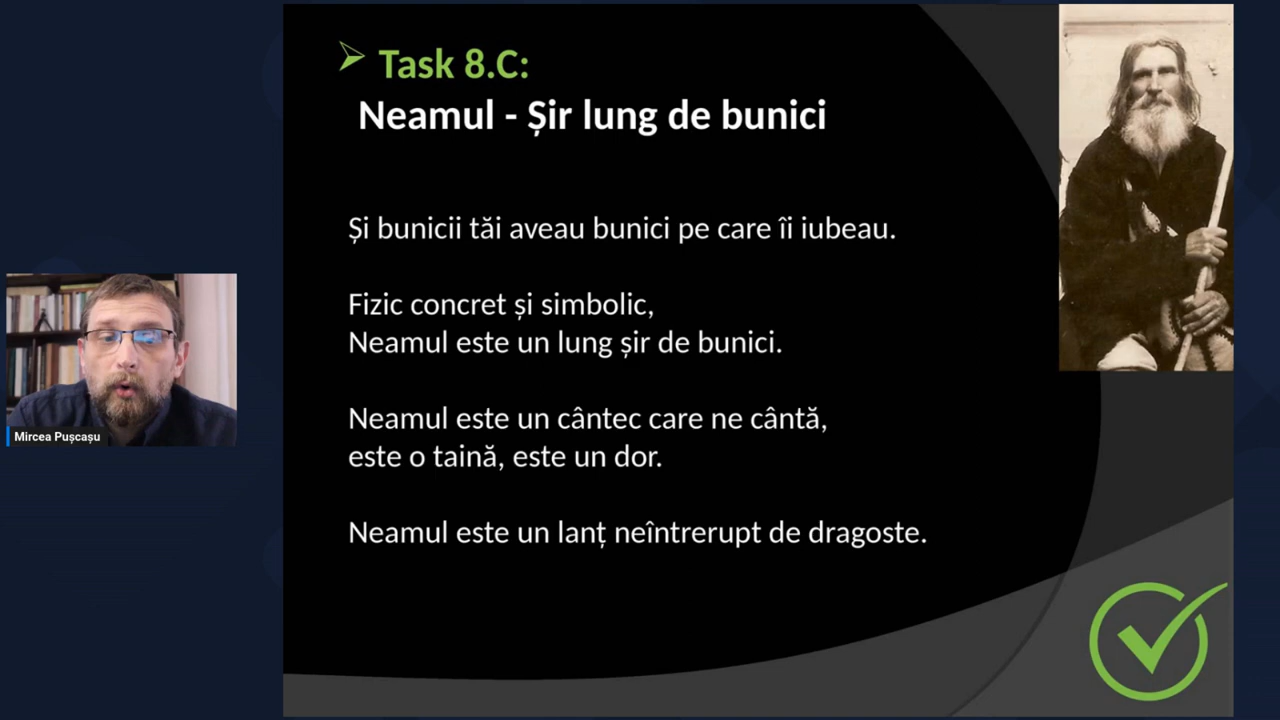 Task 8.C:
Neamul - Șir lung de bunici
Și bunicii tăi aveau bunici pe care îi iubeau.
Fizic concret și simbolic,
Neamul este un lung șir de bunici.
Neamul este un cântec care ne cântă,
este o taină, este un dor.
Neamul este un lanț neîntrerupt de dragoste.
Mircea Pușcașu